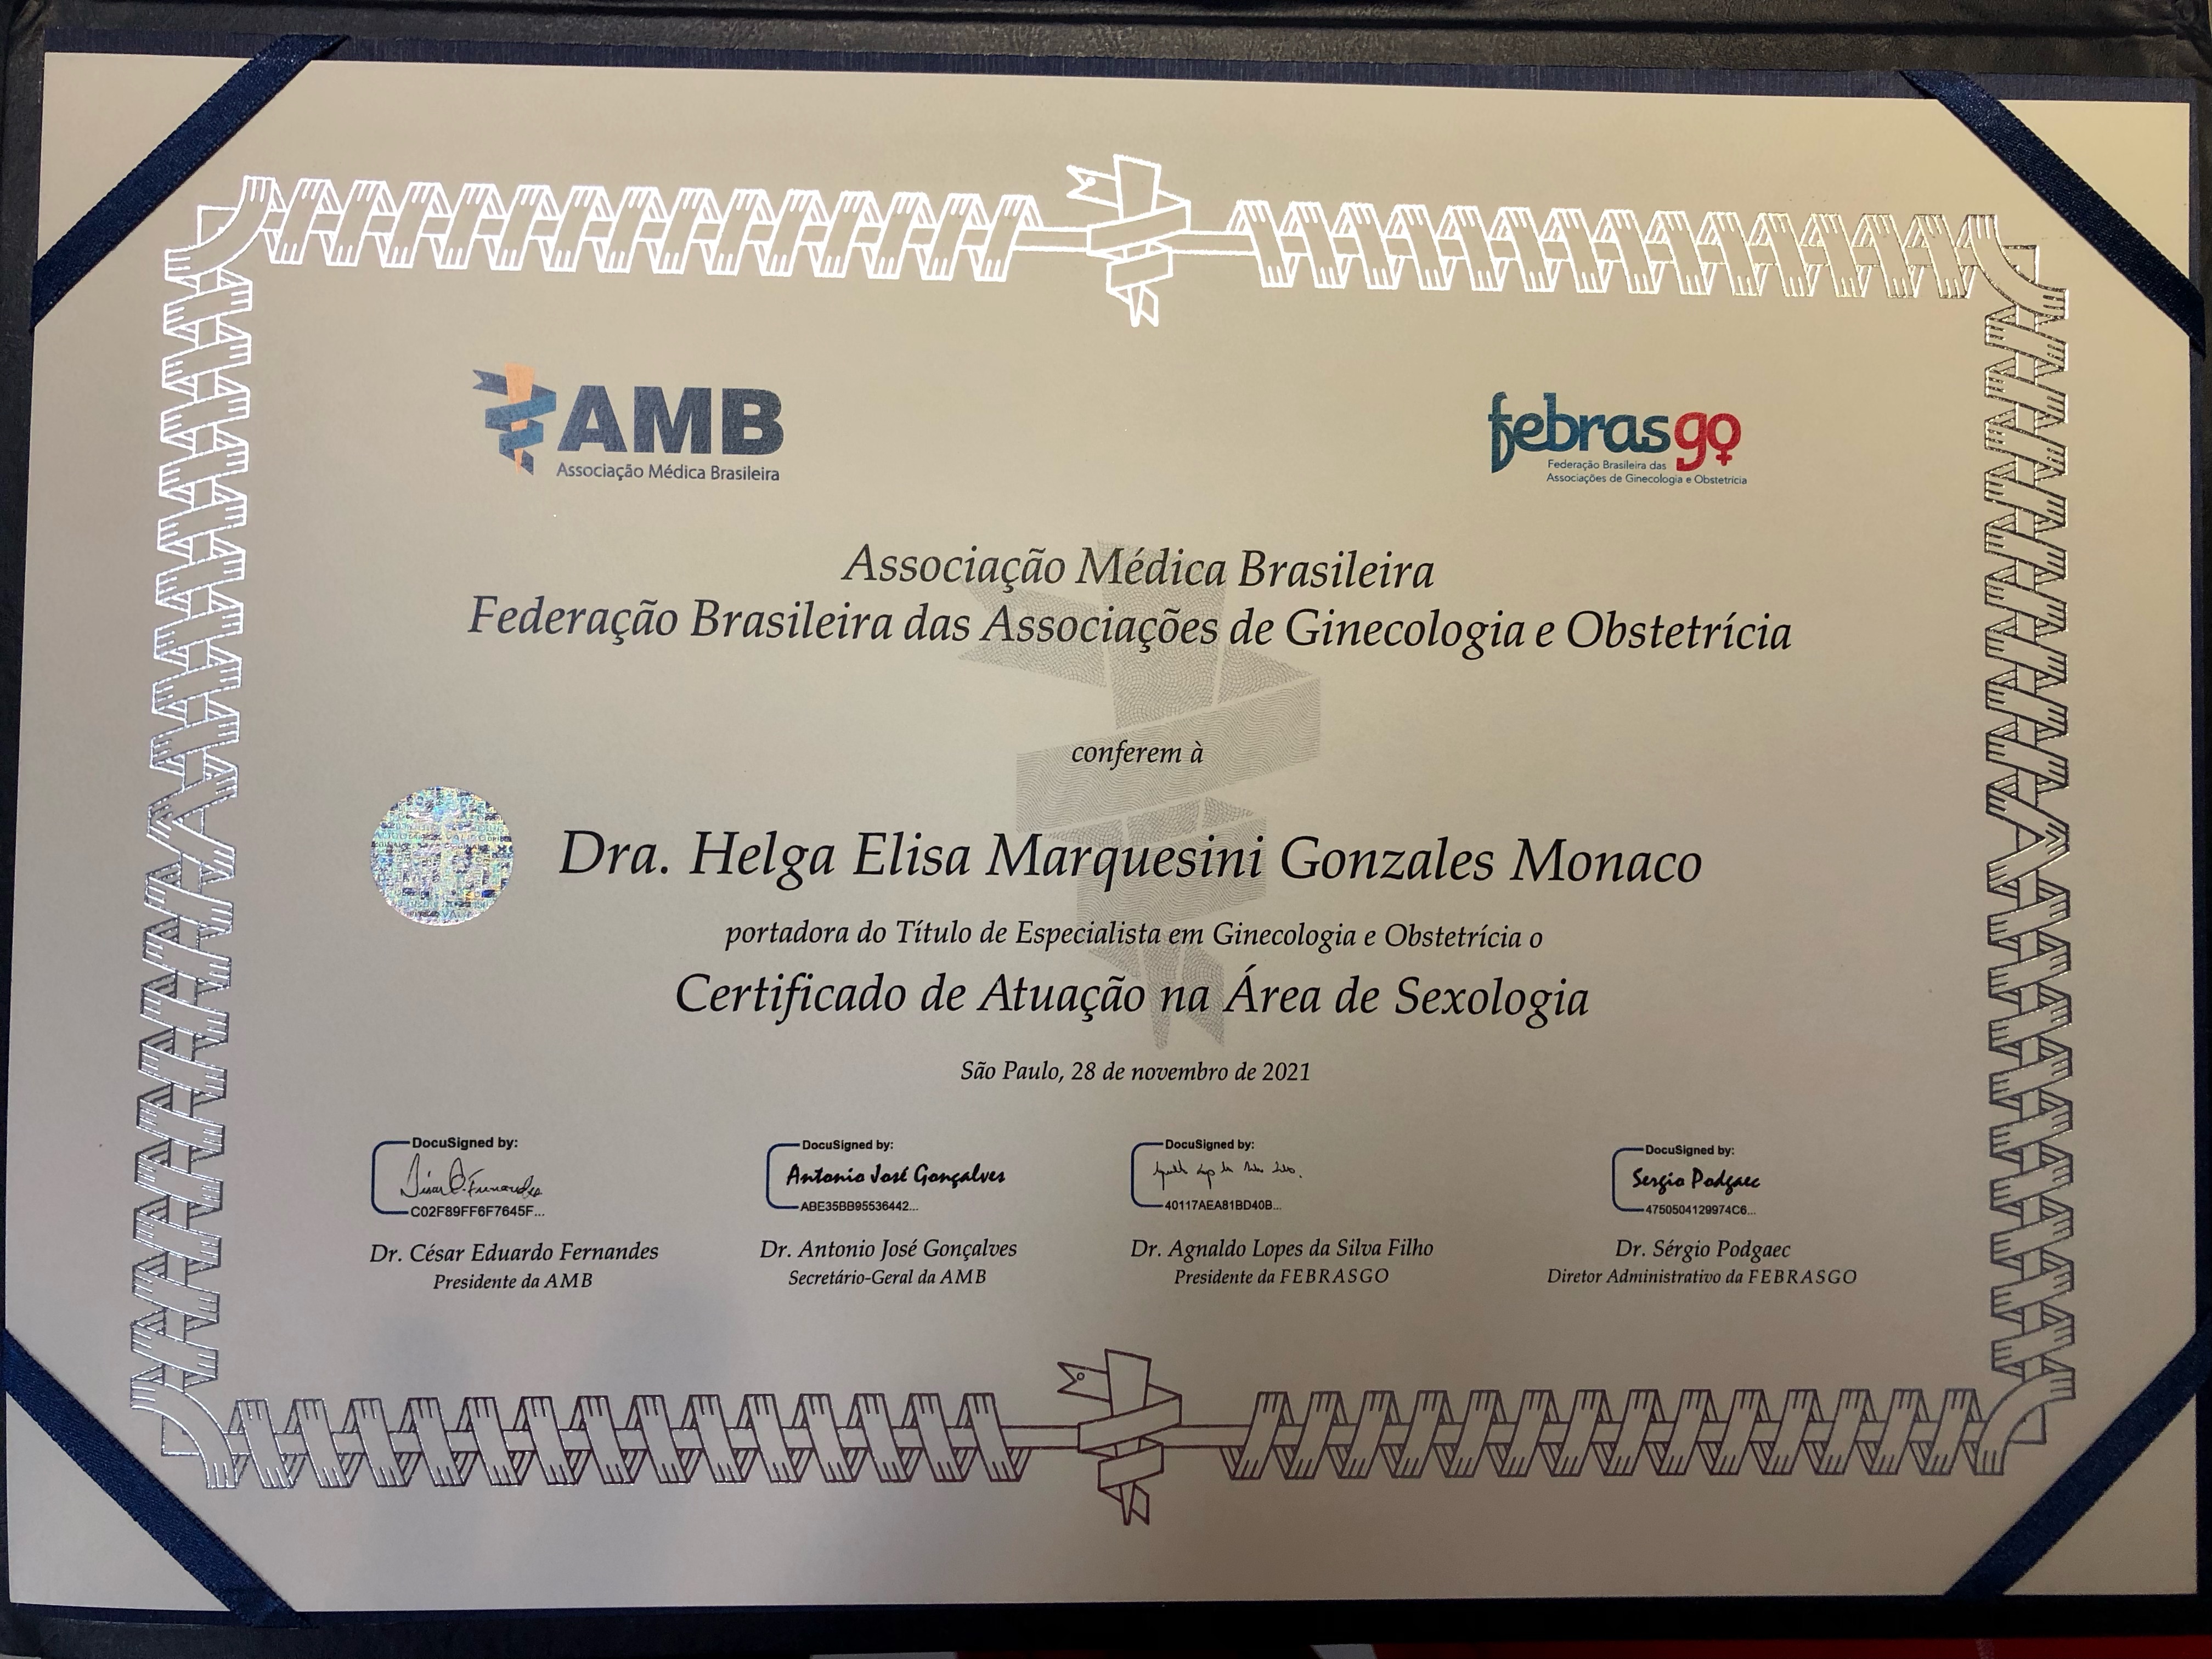 AMB
Associação Médica Brasileira
febrasgo
Federação Brasileira das
Associações de Ginecologia e Obstetrícia
Associação Médica Brasileira
Federação Brasileira das Associações de Ginecologia e Obstetrícia
conferem à
Dra. Helga Elisa Marquesini Gonzales Monaco
portadora do Título de Especialista em Ginecologia e Obstetrícia o
Certificado de Atuação na Área de Sexologia
São Paulo, 28 de novembro de 2021
DocuSigned by:
C02F89FF6F7645F...
Dr. César Eduardo Fernandes
Presidente da AMB
DocuSigned by:
Antonio José Gonçalves
ABE35BB95536442...
Dr. Antonio José Gonçalves
Secretário-Geral da AMB
DocuSigned by:
40117AEA81BD40B...
Dr. Agnaldo Lopes da Silva Filho
Presidente da FEBRASGO
DocuSigned by:
Sergio Podgaec
4750504129974C6...
Dr. Sérgio Podgaec
Diretor Administrativo da FEBRASGO